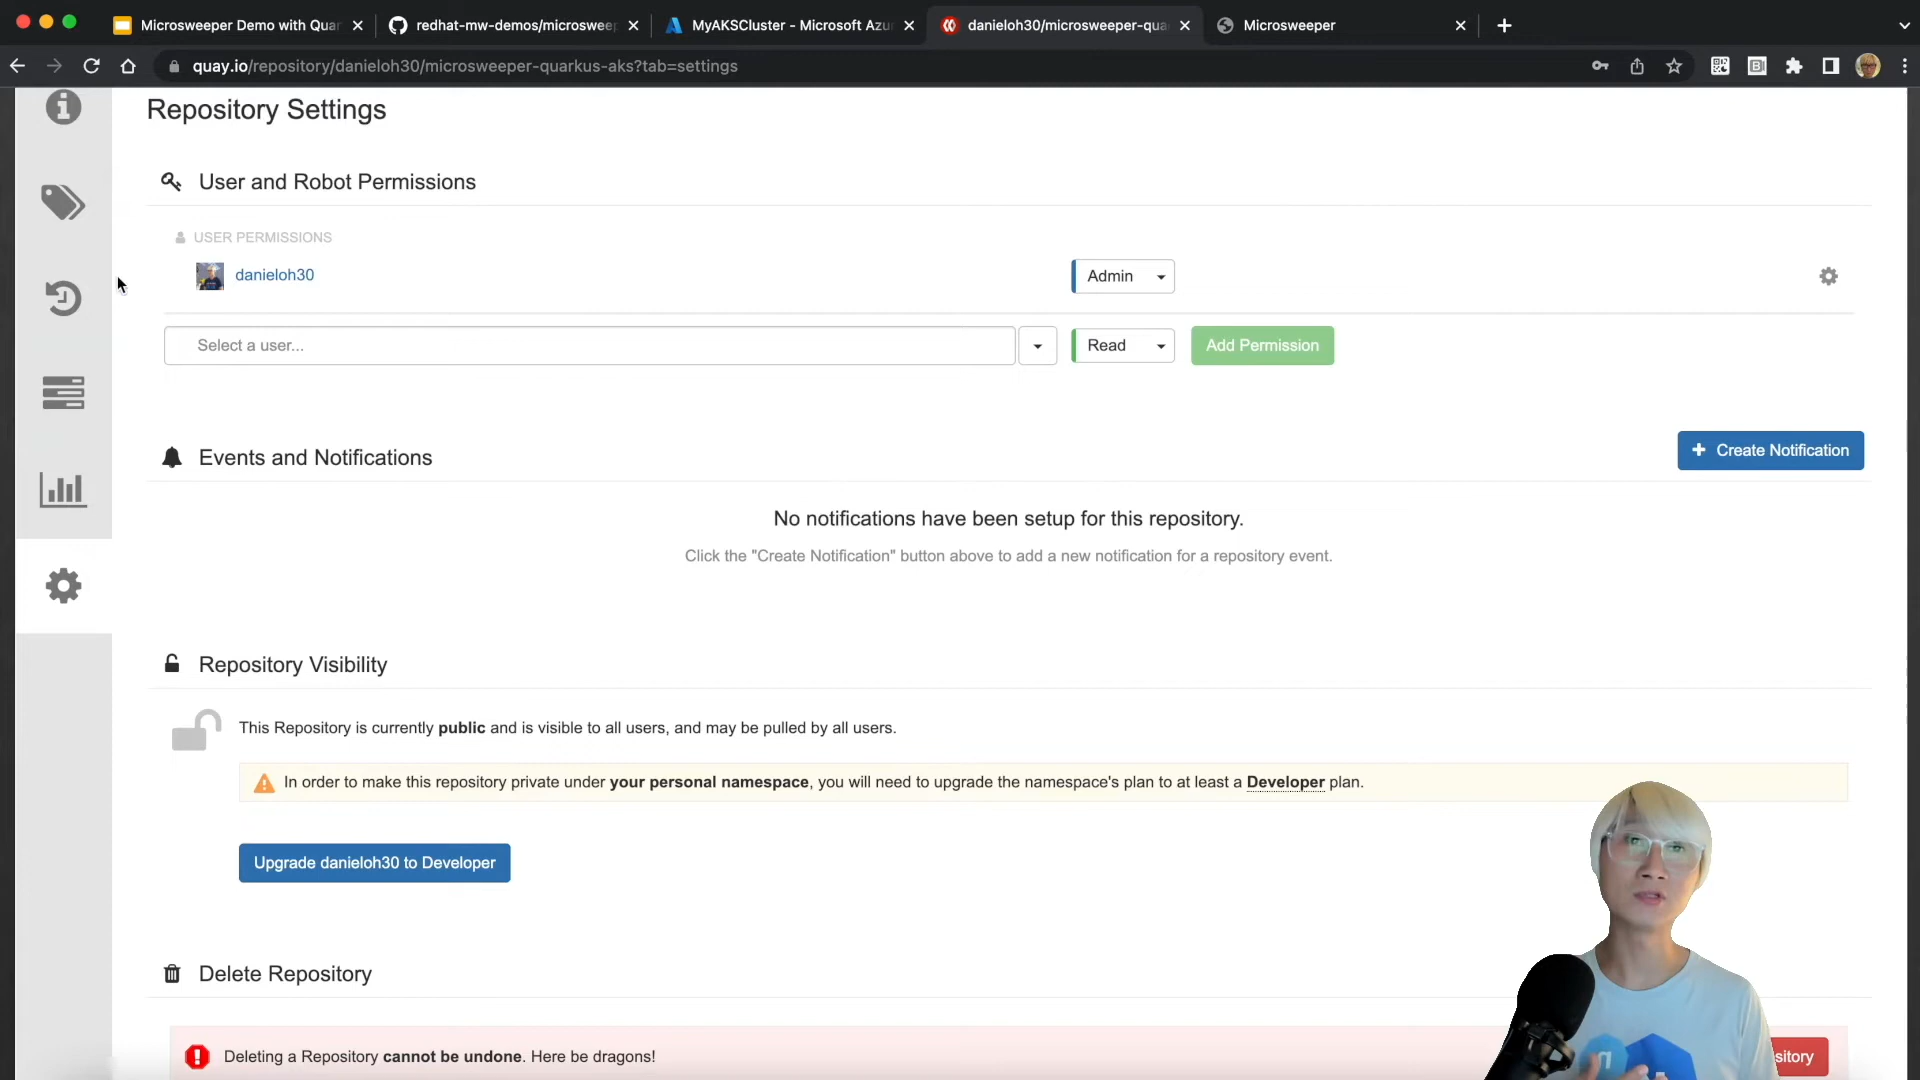 Microsweeper Demo with Quar
redhat-mw-demos/microsweep
MyAKSCluster - Microsoft Azu
danieloh30/microsweeper-qua
Microsweeper
quay.io/repository/danieloh30/microsweeper-quarkus-aks?tab=settings
Repository Settings
User and Robot Permissions
USER PERMISSIONS
danieloh30
Admin
Select a user...
Read
Add Permission
Events and Notifications
Create Notification
No notifications have been setup for this repository.
Click the "Create Notification" button above to add a new notification for a repository event.
Repository Visibility
This Repository is currently public and is visible to all users, and may be pulled by all users.
In order to make this repository private under your personal namespace, you will need to upgrade the namespace's plan to at least a Developer plan.
Upgrade danieloh30 to Developer
Delete Repository
Deleting a Repository cannot be undone. Here be dragons!
sitory